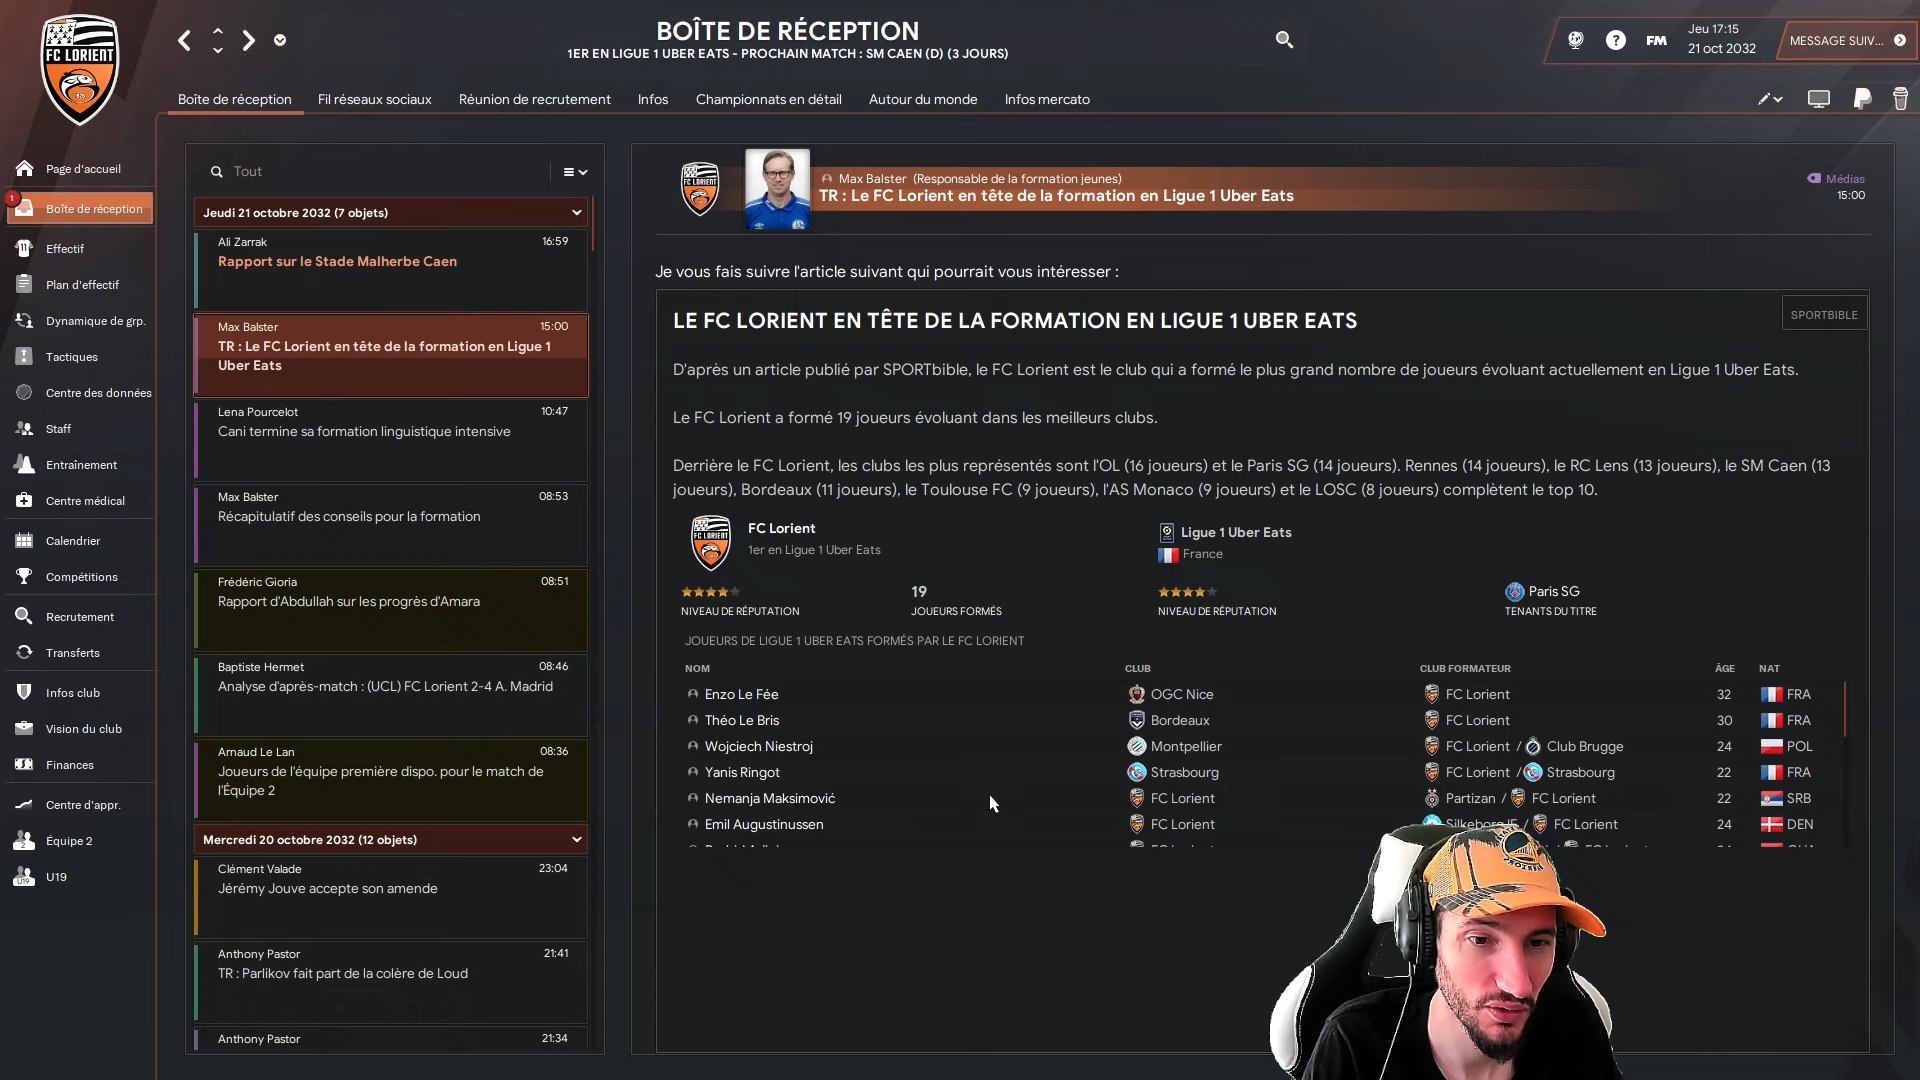 BOÎTE DE RÉCEPTION
1ER EN LIGUE 1 UBER EATS - PROCHAIN MATCH : SM CAEN (D) (3 JOURS)
FM
Jeu 17:15
21 oct 2032
MESSAGE SUIV...
FC LORIENT
Boîte de réception
Fil réseaux sociaux
Réunion de recrutement
Infos
Championnats en détail
Autour du monde
Infos mercato
Page d'accueil
1
Boîte de réception
Effectif
Plan d'effectif
Dynamique de grp.
Tactiques
Centre des données
Staff
Entraînement
Centre médical
Calendrier
Compétitions
Recrutement
Transferts
Infos club
Vision du club
Finances
Centre d'appr.
Équipe 2
U19
Tout
Jeudi 21 octobre 2032 (7 objets)
Ali Zarrak 16:59
Rapport sur le Stade Malherbe Caen
Max Balster 15:00
TR : Le FC Lorient en tête de la formation en Ligue 1
Uber Eats
Lena Pourcelot 10:47
Cani termine sa formation linguistique intensive
Max Balster 08:53
Récapitulatif des conseils pour la formation
Frédéric Gioria 08:51
Rapport d'Abdullah sur les progrès d'Amara
Baptiste Hermet 08:46
Analyse d'après-match : (UCL) FC Lorient 2-4 A. Madrid
Arnaud Le Lan 08:36
Joueurs de l'équipe première dispo. pour le match de
l'Équipe 2
Mercredi 20 octobre 2032 (12 objets)
Clément Valade 23:04
Jérémy Jouve accepte son amende
Anthony Pastor 21:41
TR : Parlikov fait part de la colère de Loud
Anthony Pastor 21:34
FC LORIENT
Max Balster (Responsable de la formation jeunes)
TR : Le FC Lorient en tête de la formation en Ligue 1 Uber Eats
Médias
15:00
Je vous fais suivre l'article suivant qui pourrait vous intéresser :
LE FC LORIENT EN TÊTE DE LA FORMATION EN LIGUE 1 UBER EATS
SPORTBIBLE
D'après un article publié par SPORTbible, le FC Lorient est le club qui a formé le plus grand nombre de joueurs évoluant actuellement en Ligue 1 Uber Eats.
Le FC Lorient a formé 19 joueurs évoluant dans les meilleurs clubs.
Derrière le FC Lorient, les clubs les plus représentés sont l'OL (16 joueurs) et le Paris SG (14 joueurs). Rennes (14 joueurs), le RC Lens (13 joueurs), le SM Caen (13
joueurs), Bordeaux (11 joueurs), le Toulouse FC (9 joueurs), l'AS Monaco (9 joueurs) et le LOSC (8 joueurs) complètent le top 10.
FC LORIENT
FC Lorient
1er en Ligue 1 Uber Eats
Ligue 1 Uber Eats
France
19
Paris SG
NIVEAU DE RÉPUTATION
JOUEURS FORMÉS
NIVEAU DE RÉPUTATION
TENANTS DU TITRE
JOUEURS DE LIGUE 1 UBER EATS FORMÉS PAR LE FC LORIENT
NOM CLUB CLUB FORMATEUR ÂGE NAT
Enzo Le Fée OGC Nice FC Lorient 32 FRA
Théo Le Bris Bordeaux FC Lorient 30 FRA
Wojciech Niestroj Montpellier FC Lorient / Club Brugge 24 POL
Yanis Ringot Strasbourg FC Lorient / Strasbourg 22 FRA
Nemanja Maksimović FC Lorient Partizan / FC Lorient 22 SRB
Emil Augustinussen FC Lorient Silkeborg IF / FC Lorient 24 DEN